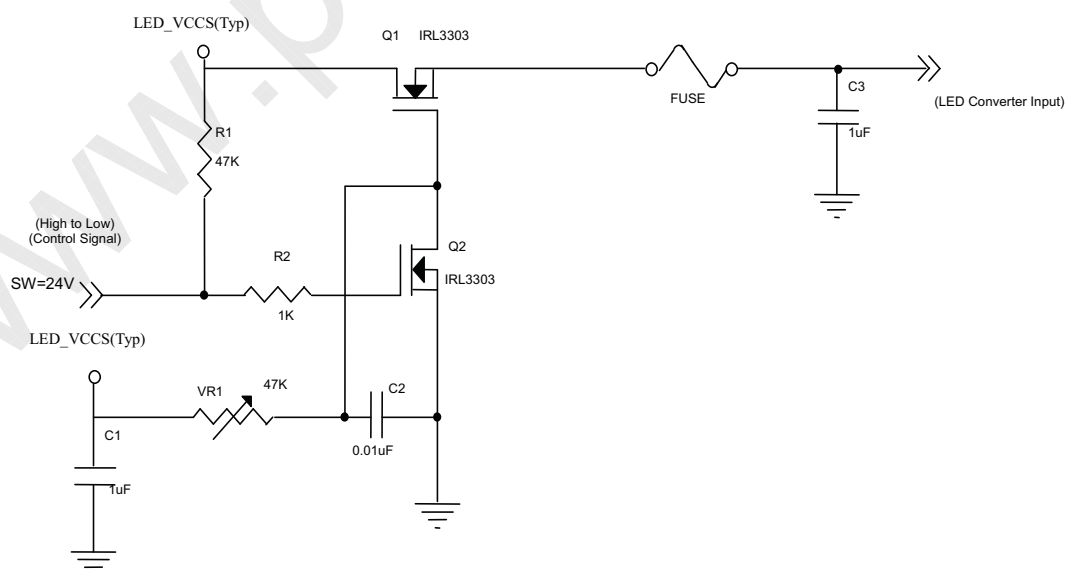 LED_VCCS(Typ)
Q1 IRL3303
FUSE
C3
(LED Converter Input)
1uF
R1
47K
(High to Low)
(Control Signal)
R2
Q2
IRL3303
SW=24V
1K
LED_VCCS(Typ)
VR1
47K
C2
C1
0.01uF
1uF
www.p